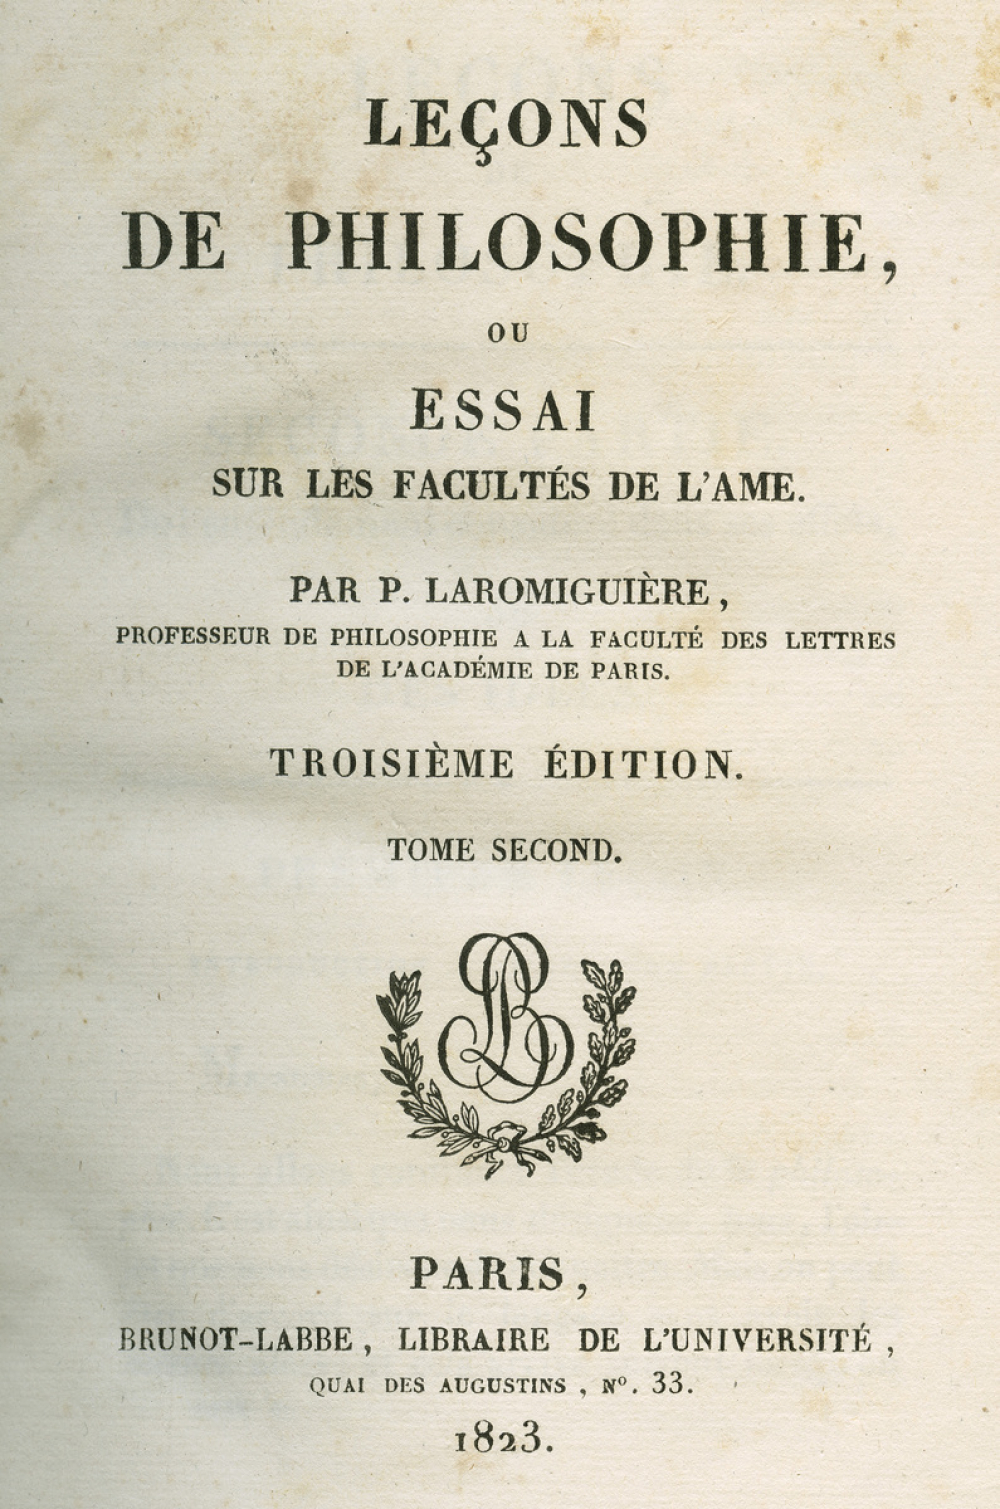 LEÇONS
DE PHILOSOPHIE,
OU
ESSAI
SUR LES FACULTÉS DE L'AME.
PAR P. LAROMIGUIÈRE,
PROFESSEUR DE PHILOSOPHIE A LA FACULTÉ DES LETTRES
DE L'ACADÉMIE DE PARIS.
TROISIÈME ÉDITION.
TOME SECOND.
BL
PARIS,
BRUNOT-LABBE, LIBRAIRE DE L'UNIVERSITÉ,
QUAI DES AUGUSTINS, Nº. 33.
1823.